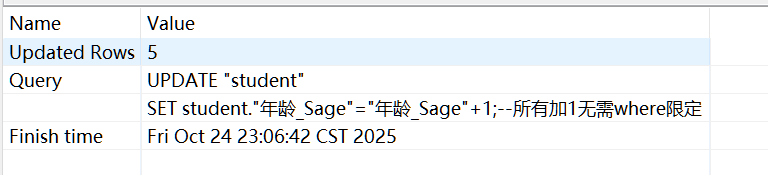 Name Value
Updated Rows 5
Query UPDATE "student"
SET student."年龄_Sage"="年龄_Sage"+1;--所有加1无需where限定
Finish time Fri Oct 24 23:06:42 CST 2025